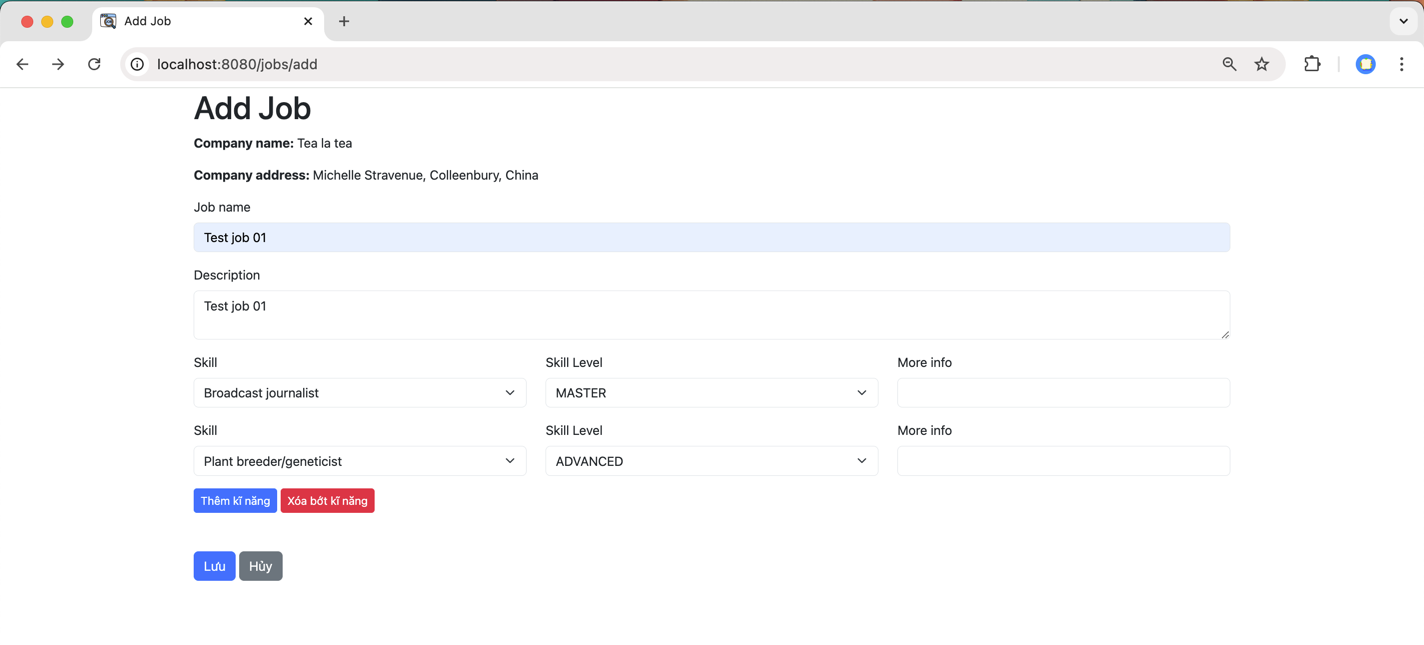 Add Job
localhost:8080/jobs/add
Add Job
Company name: Tea la tea
Company address: Michelle Stravenue, Colleenbury, China
Job name
Test job 01
Description
Test job 01
Skill Skill Level More info
Broadcast journalist MASTER
Skill Skill Level More info
Plant breeder/geneticist ADVANCED
Thêm kĩ năng Xóa bớt kĩ năng
Lưu Hủy